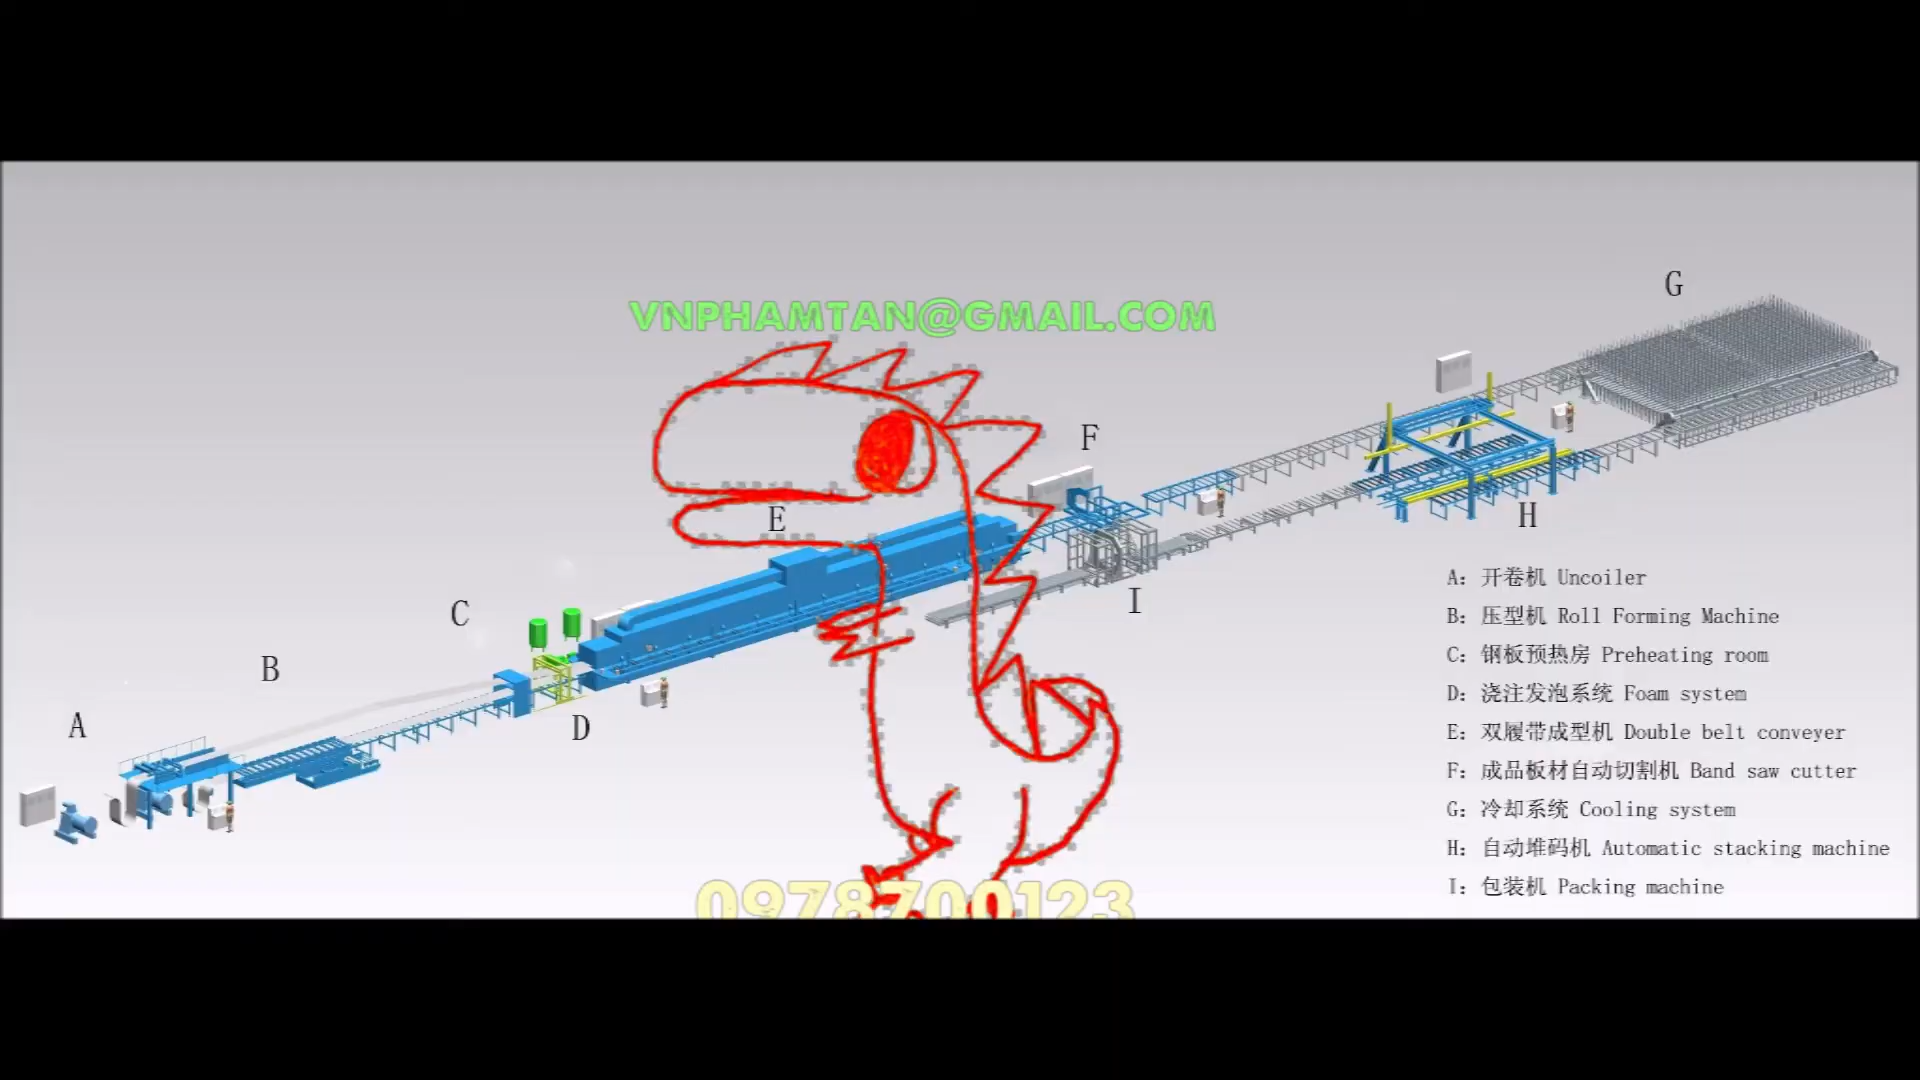 G
VNPHAMTAN@GMAIL.COM
F
E
H
I
C
B
D
A
A: 开卷机 Uncoiler
B: 压型机 Roll Forming Machine
C: 钢板预热房 Preheating room
D: 浇注发泡系统 Foam system
E: 双履带成型机 Double belt conveyer
F: 成品板材自动切割机 Band saw cutter
G: 冷却系统 Cooling system
H: 自动堆码机 Automatic stacking machine
I: 包装机 Packing machine
0978700123